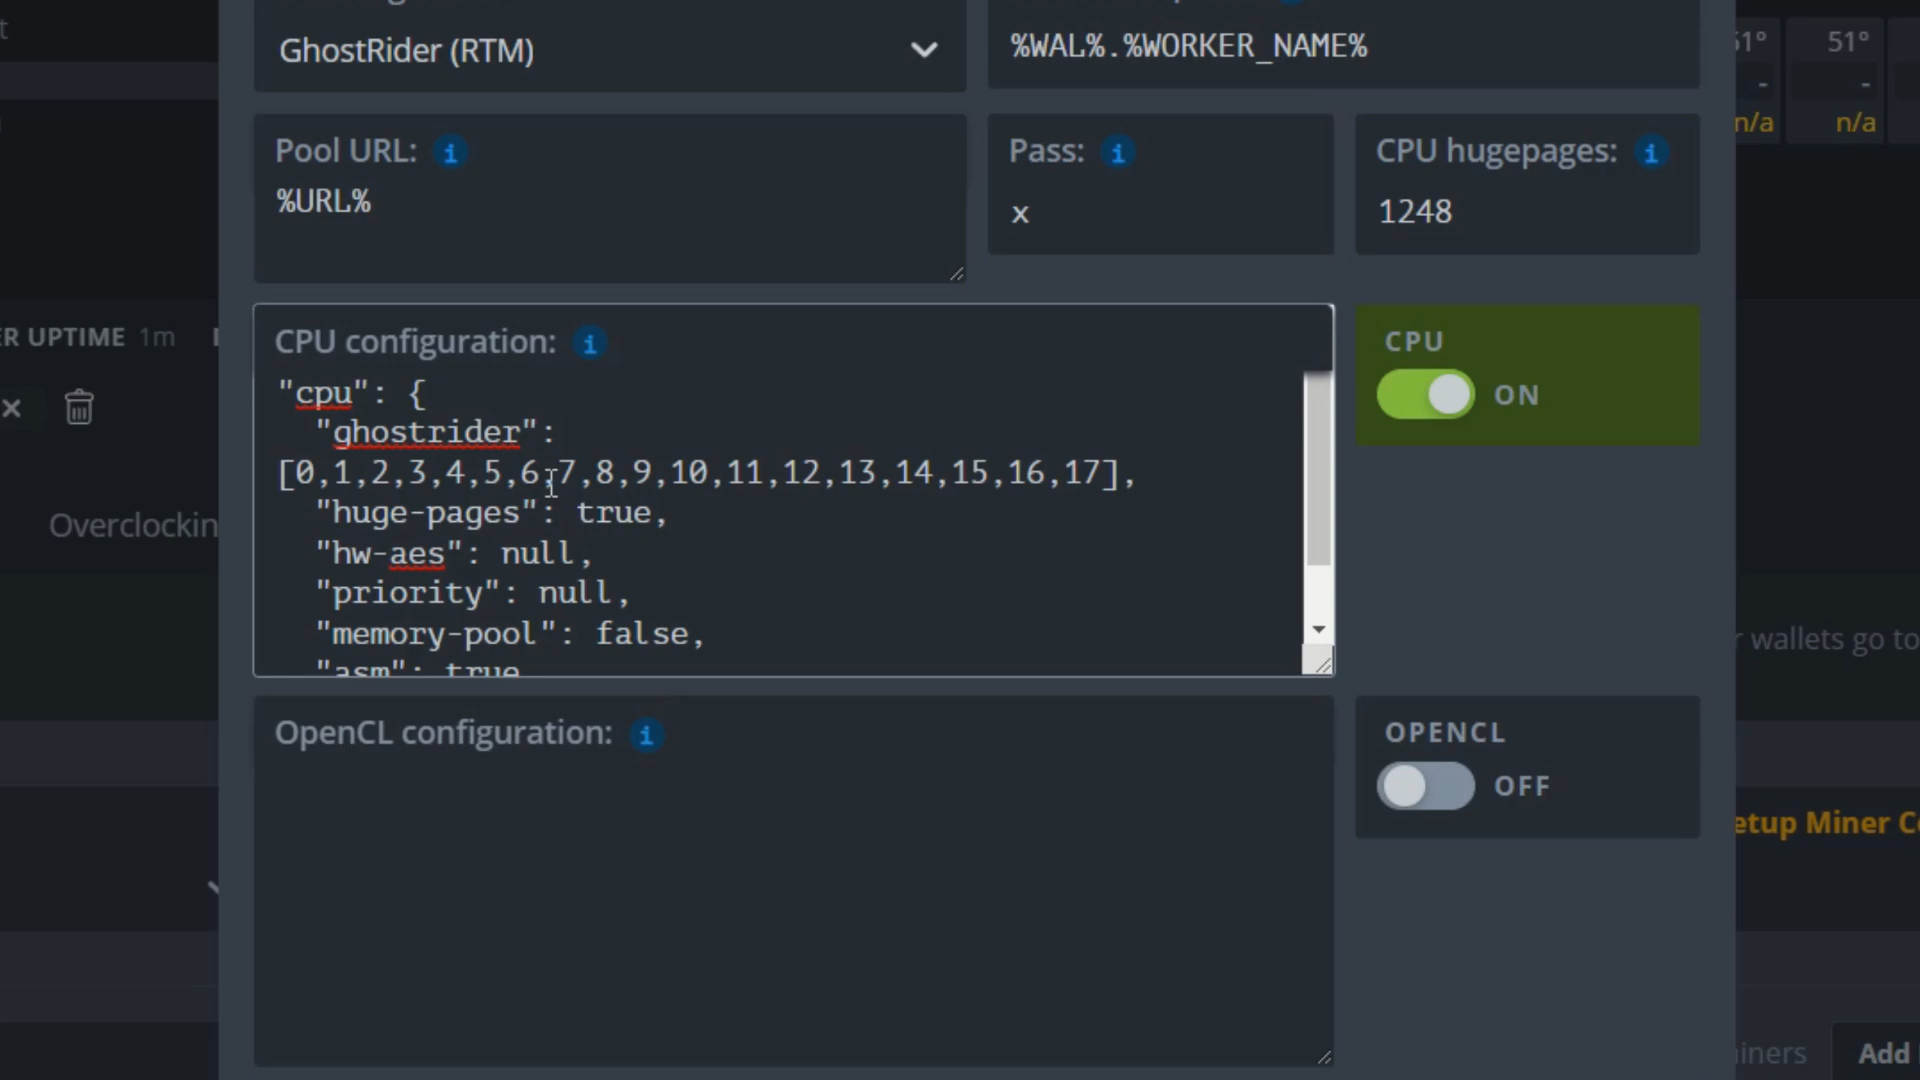 GhostRider (RTM)
%WAL%.%WORKER_NAME%
51°
51°
-
-
n/a
n/a
Pool URL:
%URL%
Pass:
x
CPU hugepages:
1248
ER UPTIME 1m
CPU configuration:
"cpu": {
"ghostrider":
[0,1,2,3,4,5,6,7,8,9,10,11,12,13,14,15,16,17],
"huge-pages": true,
"hw-aes": null,
"priority": null,
"memory-pool": false,
"asm": true
CPU
ON
Overclockin
r wallets go to
OpenCL configuration:
OPENCL
OFF
etup Miner Co
iners
Add